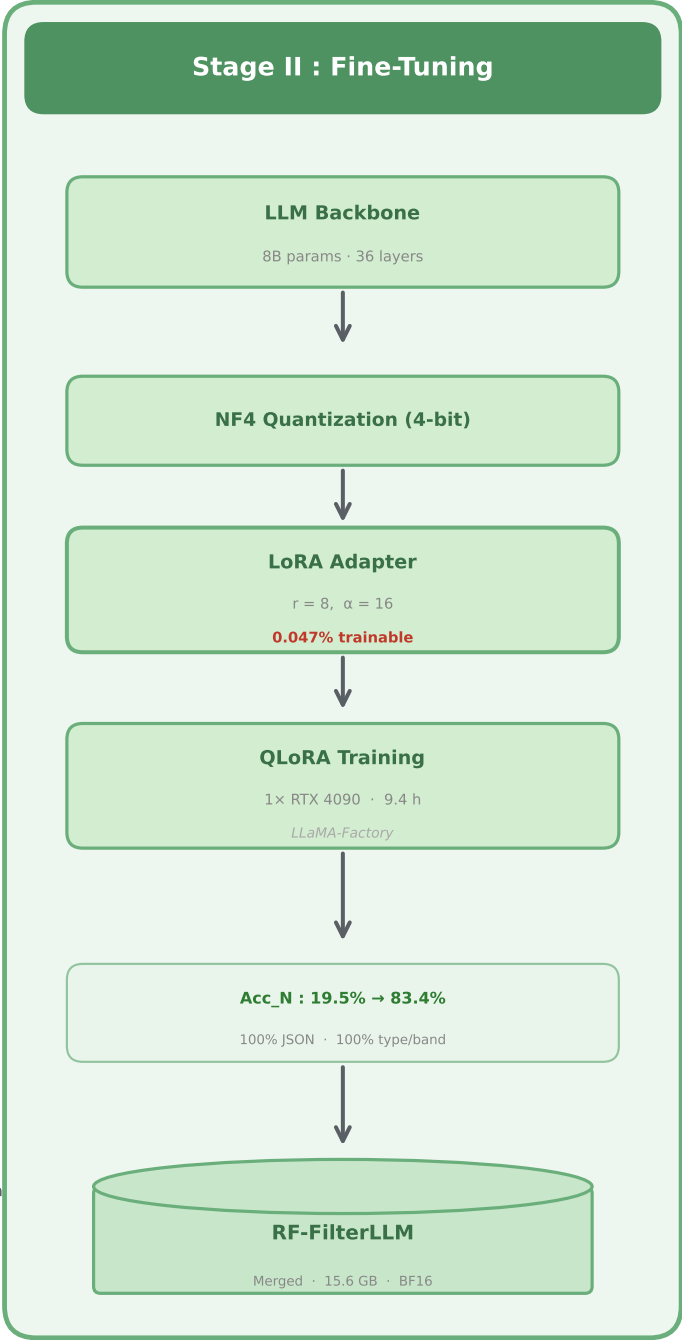 Stage II : Fine-Tuning
LLM Backbone
8B params · 36 layers
NF4 Quantization (4-bit)
LoRA Adapter
r = 8, α = 16
0.047% trainable
QLoRA Training
1× RTX 4090 · 9.4 h
LLaMA-Factory
Acc_N : 19.5% → 83.4%
100% JSON · 100% type/band
RF-FilterLLM
Merged · 15.6 GB · BF16